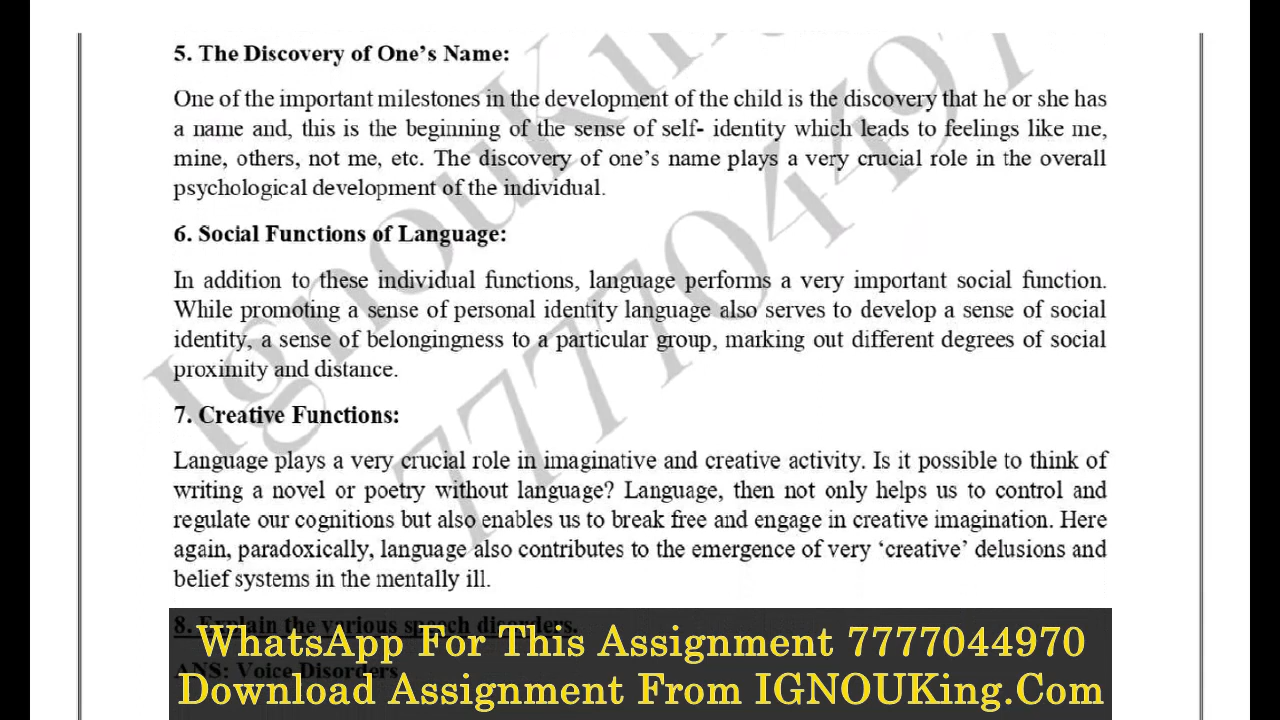 5. The Discovery of One’s Name:
One of the important milestones in the development of the child is the discovery that he or she has
a name and, this is the beginning of the sense of self- identity which leads to feelings like me,
mine, others, not me, etc. The discovery of one’s name plays a very crucial role in the overall
psychological development of the individual.
6. Social Functions of Language:
In addition to these individual functions, language performs a very important social function.
While promoting a sense of personal identity language also serves to develop a sense of social
identity, a sense of belongingness to a particular group, marking out different degrees of social
proximity and distance.
7. Creative Functions:
Language plays a very crucial role in imaginative and creative activity. Is it possible to think of
writing a novel or poetry without language? Language, then not only helps us to control and
regulate our cognitions but also enables us to break free and engage in creative imagination. Here
again, paradoxically, language also contributes to the emergence of very ‘creative’ delusions and
belief systems in the mentally ill.
8. Explain the various speech disorders.
WhatsApp For This Assignment 7777044970
ANS: Voice Disorders
Download Assignment From IGNOUKing.Com